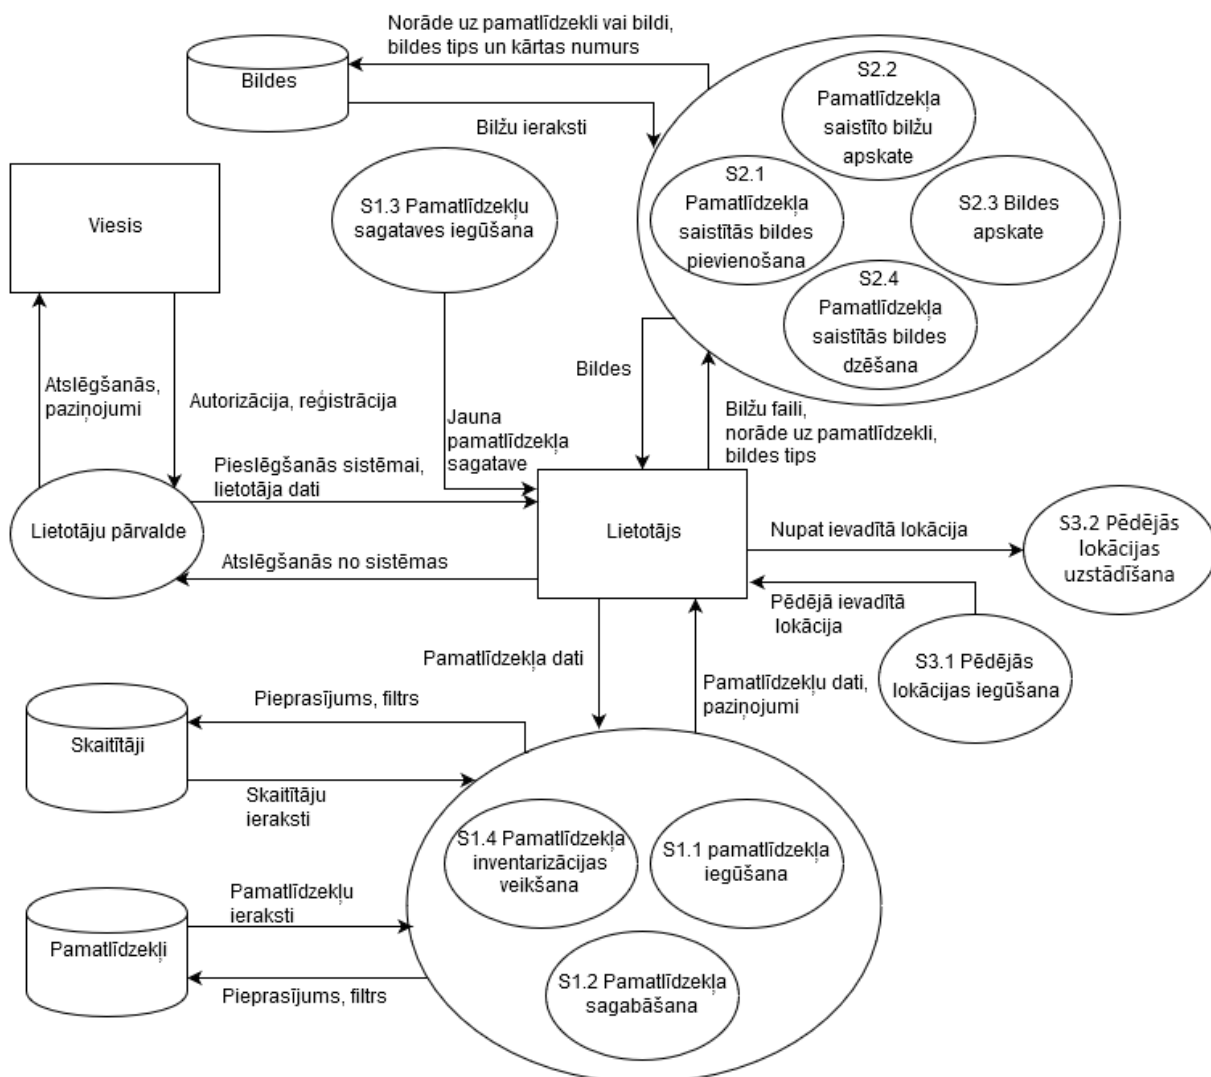 Norāde uz pamatlīdzekli vai bildi,
bildes tips un kārtas numurs
Bildes
Bilžu ieraksti
S2.2
Pamatlīdzekļa
saistīto bilžu
apskate
S2.1
Pamatlīdzekļa
saistītās bildes
pievienošana
S2.3 Bildes
apskate
S2.4
Pamatlīdzekļa
saistītās bildes
dzēšana
Viesis
S1.3 Pamatlīdzekļu
sagataves iegūšana
Atslēgšanās,
paziņojumi
Autorizācija, reģistrācija
Jauna
pamatlīdzekļa
sagatave
Bildes
Bilžu faili,
norāde uz pamatlīdzekli,
bildes tips
Pieslēgšanās sistēmai,
lietotāja dati
Lietotāju pārvalde
Atslēgšanās no sistēmas
Lietotājs
Nupat ievadītā lokācija
S3.2 Pēdējās
lokācijas
uzstādīšana
Pēdējā ievadītā
lokācija
S3.1 Pēdējās
lokācijas iegūšana
Pamatlīdzekļa dati
Pamatlīdzekļu dati,
paziņojumi
Pieprasījums, filtrs
Skaitītāji
Skaitītāju
ieraksti
S1.4 Pamatlīdzekļa
inventarizācijas
veikšana
S1.1 pamatlīdzekļa
iegūšana
Pamatlīdzekļu
ieraksti
Pamatlīdzekļi
Pieprasījums, filtrs
S1.2 Pamatlīdzekļa
sagabāšana